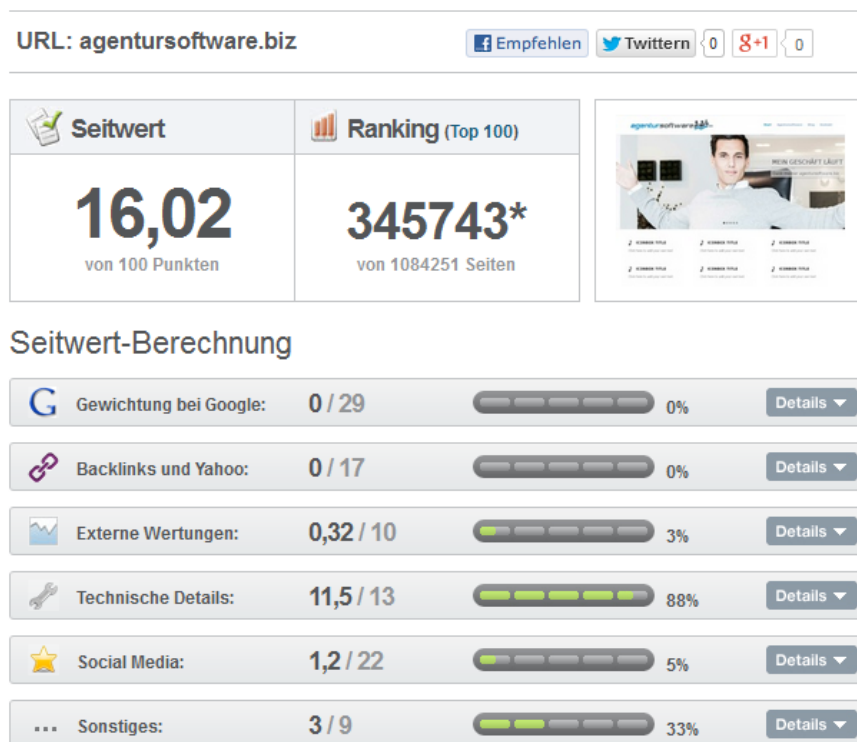 URL: agentursoftware.biz
Empfehlen Twittern 0 g+1 0
Seitwert
Ranking (Top 100)
16,02
von 100 Punkten
345743*
von 1084251 Seiten
agentursoftware
MEIN GESCHÄFT LÄUFT
Seitwert-Berechnung
Gewichtung bei Google: 0 / 29 0% Details
Backlinks und Yahoo: 0 / 17 0% Details
Externe Wertungen: 0,32 / 10 3% Details
Technische Details: 11,5 / 13 88% Details
Social Media: 1,2 / 22 5% Details
Sonstiges: 3 / 9 33% Details